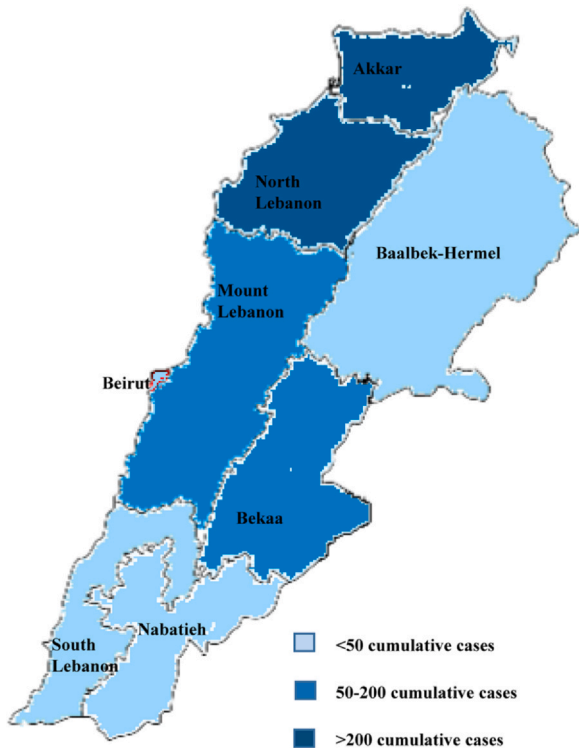 Akkar
North
Lebanon
Baalbek-Hermel
Mount
Lebanon
Beirut
Bekaa
Nabatieh
South
Lebanon
<50 cumulative cases
50-200 cumulative cases
>200 cumulative cases